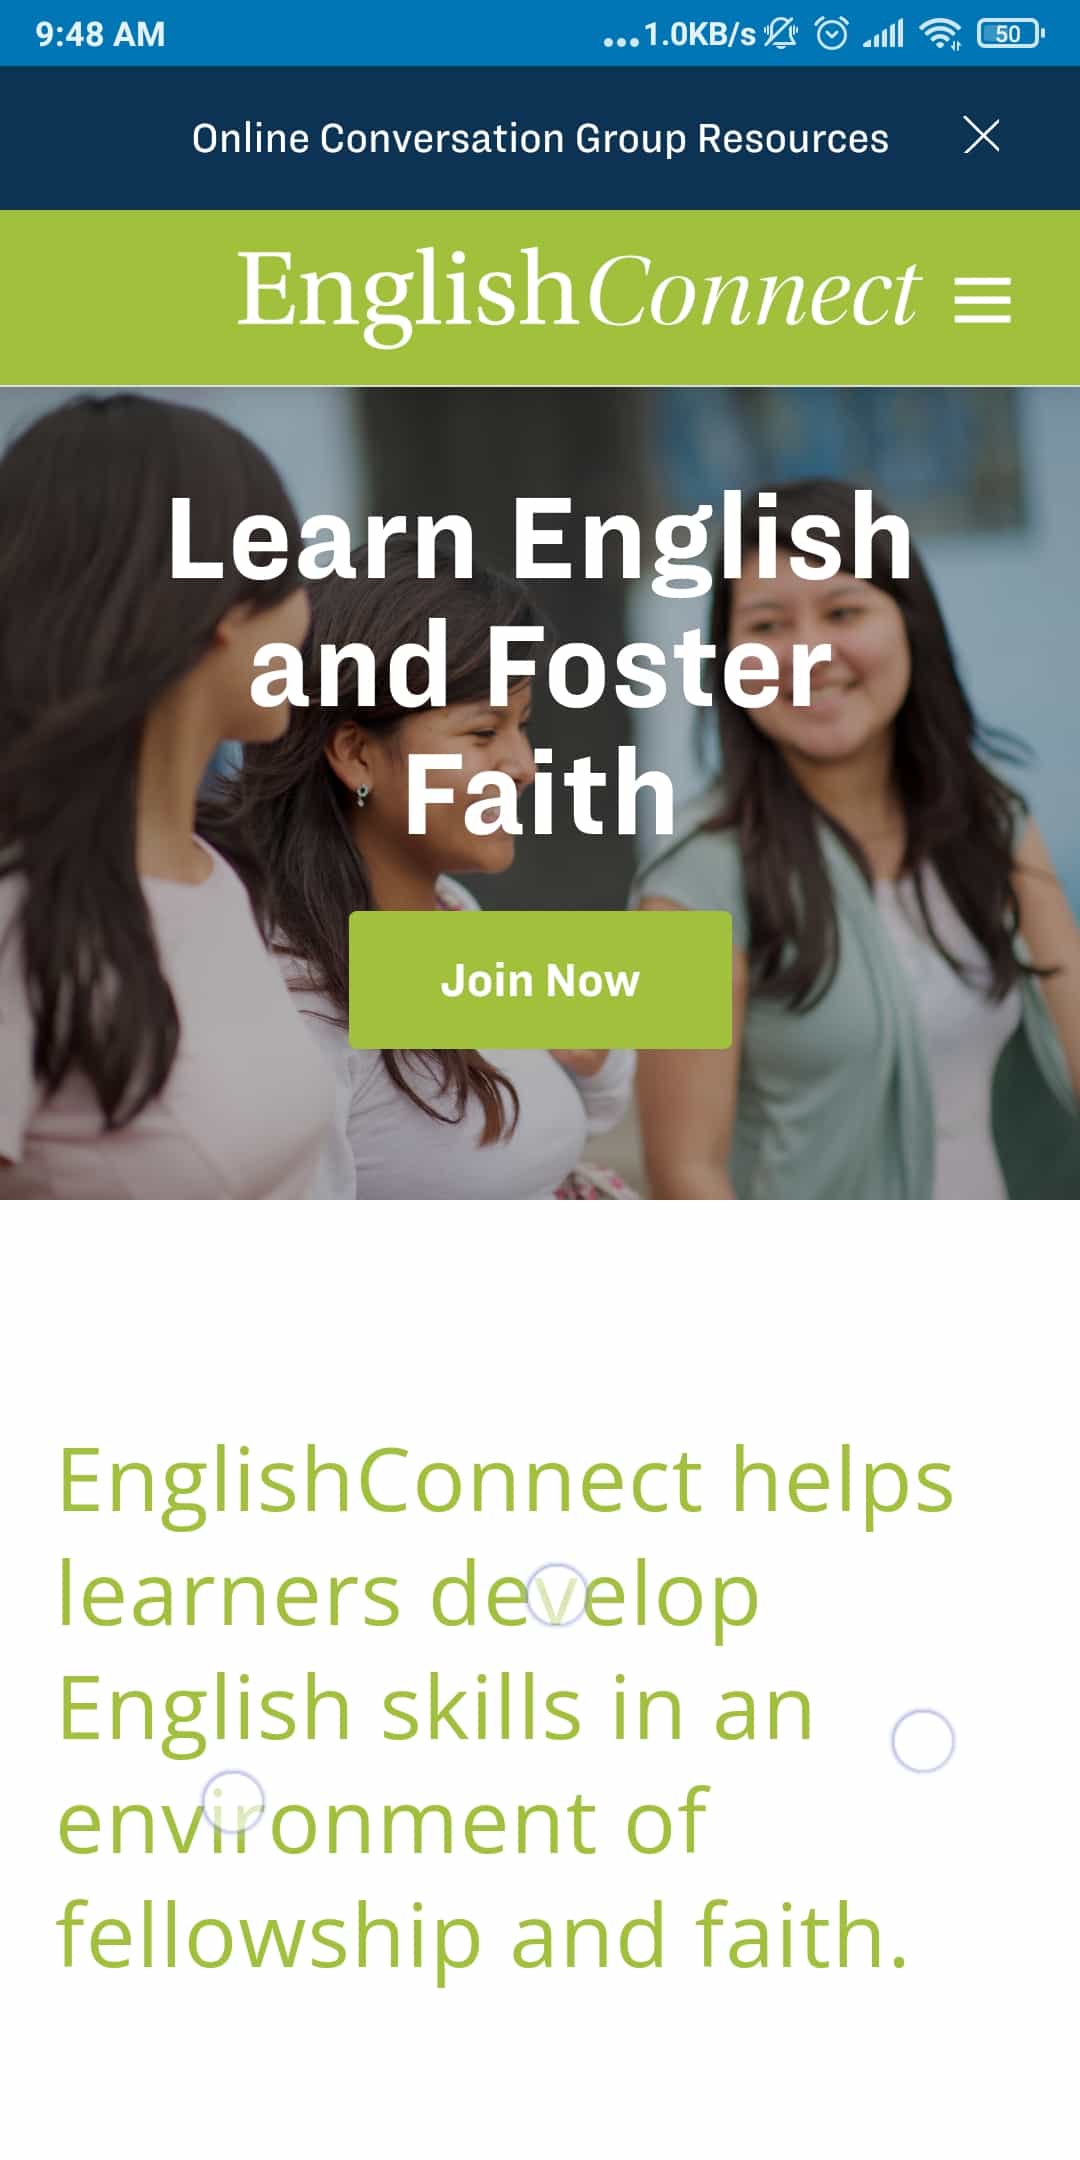 9:48 AM
...1.0KB/s
50
Online Conversation Group Resources
EnglishConnect
Learn English
and Foster
Faith
Join Now
EnglishConnect helps
learners develop
English skills in an
environment of
fellowship and faith.